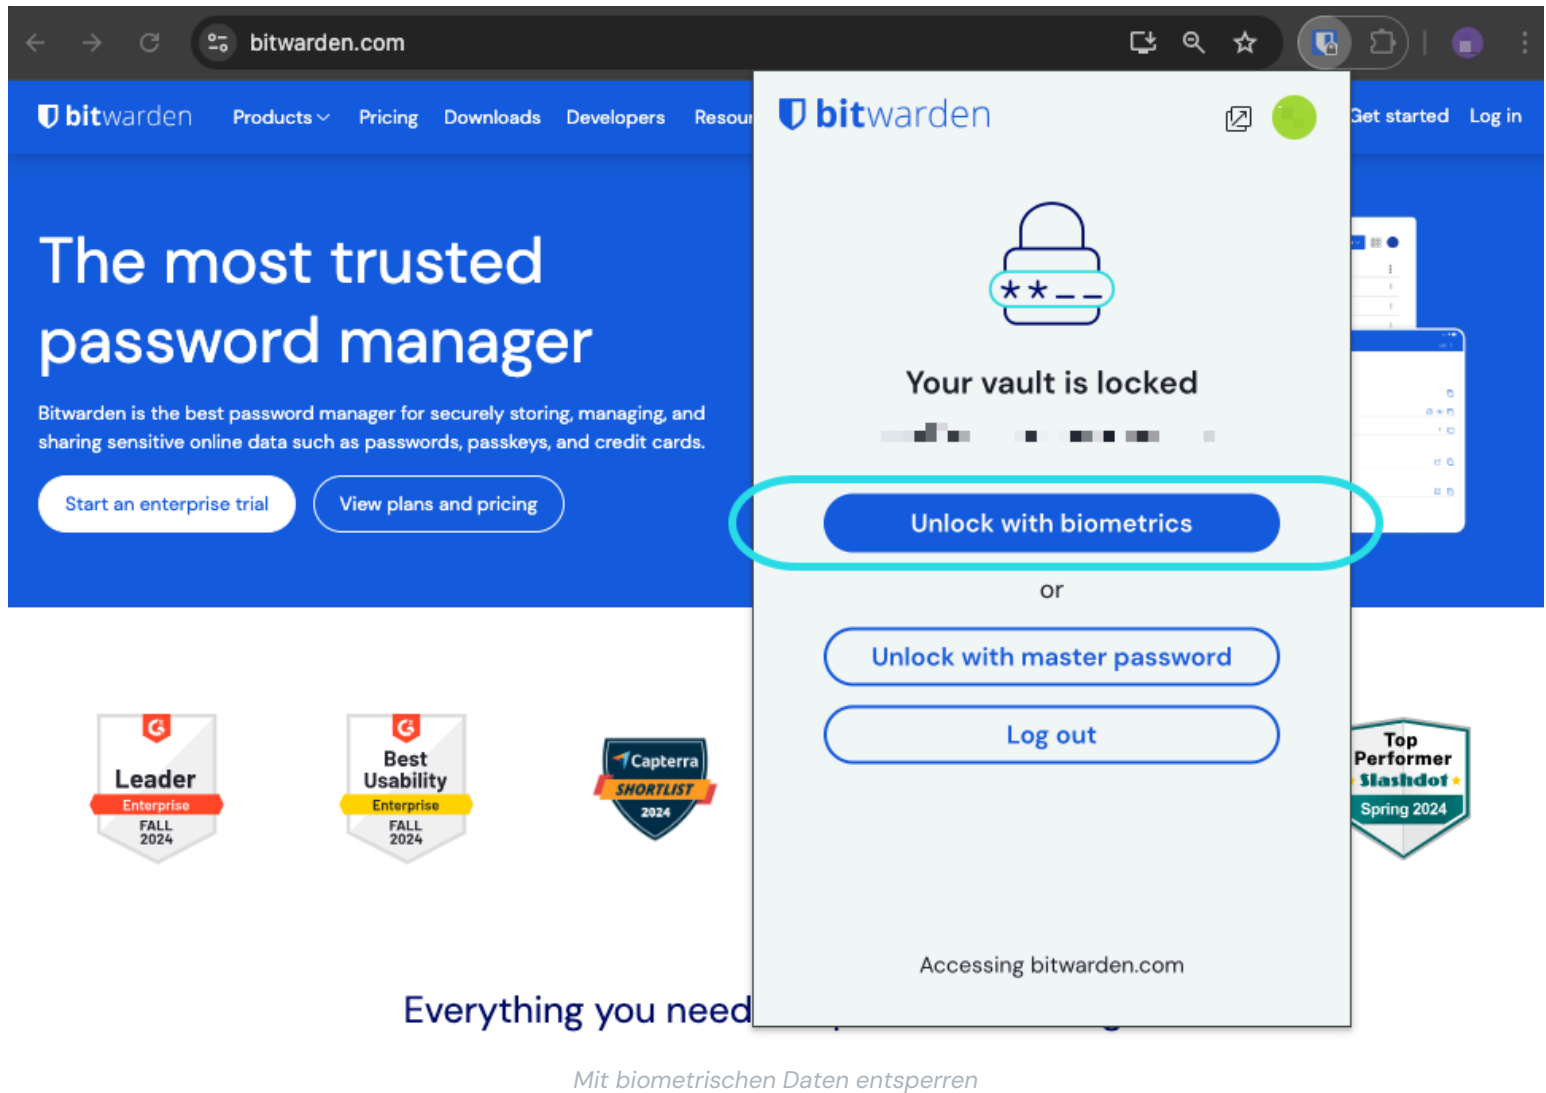 bitwarden.com
bitwarden
Products
Pricing
Downloads
Developers
Get started
Log in
The most trusted
password manager
Bitwarden is the best password manager for securely storing, managing, and
sharing sensitive online data such as passwords, passkeys, and credit cards.
Start an enterprise trial
View plans and pricing
bitwarden
Your vault is locked
Unlock with biometrics
or
Unlock with master password
Log out
Accessing bitwarden.com
Leader
Enterprise
FALL
2024
Best
Usability
Enterprise
FALL
2024
Capterra
SHORTLIST
2024
Top
Performer
Slashdot
Spring 2024
Everything you need
Mit biometrischen Daten entsperren